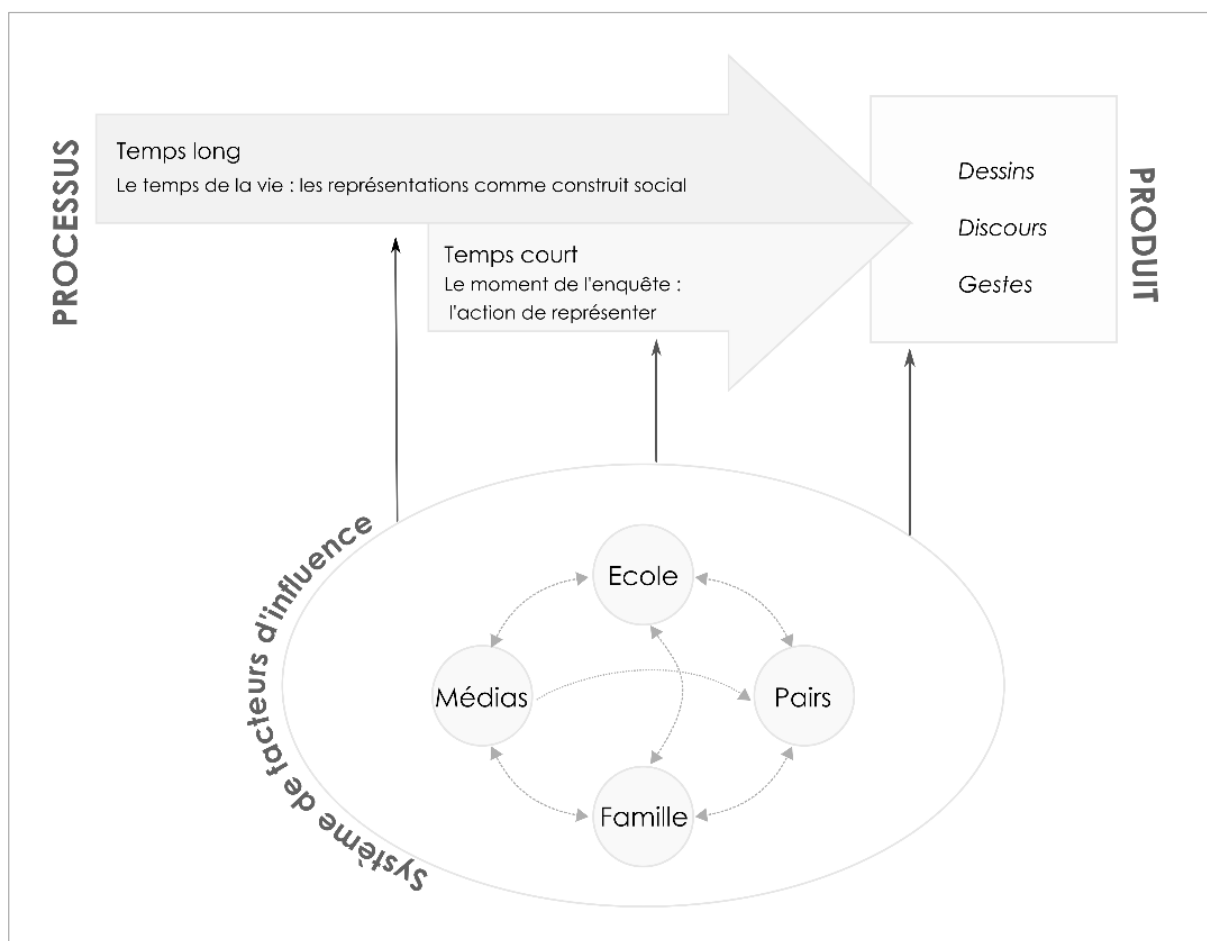 PROCESSUS
Temps long
Le temps de la vie : les représentations comme construit social
Temps court
Le moment de l'enquête :
l'action de représenter
Dessins
Discours
Gestes
PRODUIT
Système de facteurs d'influence
Ecole
Médias
Pairs
Famille